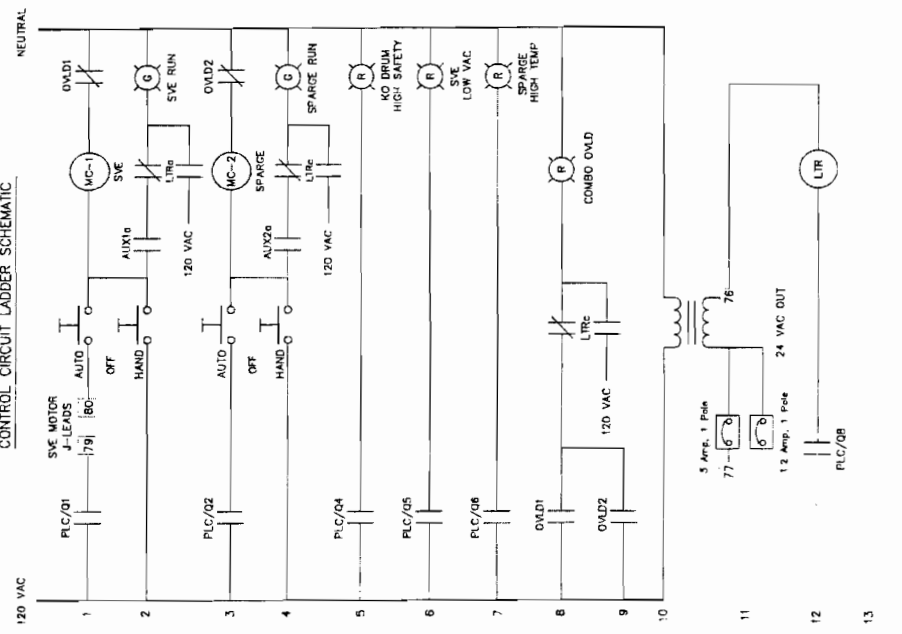 CONTROL CIRCUIT LADDER SCHEMATIC
120 VAC
NEUTRAL
1
PLC/Q1
SVE MOTOR
J-LEADS
79
80
AUTO
OFF
HAND
MC-1
SVE
OVLD1
2
AUX1a
LTRa
120 VAC
G
SVE RUN
3
PLC/Q2
AUTO
OFF
HAND
MC-2
SPARGE
OVLD2
4
AUX2a
LTRc
120 VAC
G
SPARGE RUN
5
PLC/Q4
R
KO DRUM
HIGH SAFETY
6
PLC/Q5
R
SVE
LOW VAC
7
PLC/Q6
R
SPARGE
HIGH TEMP
8
OVLD1
LTRc
120 VAC
R
COMBO OVLD
9
OVLD2
10
76
24 VAC OUT
11
3 Amp. 1 Pole
77
12 Amp. 1 Pole
12
PLC/Q8
LTR
13